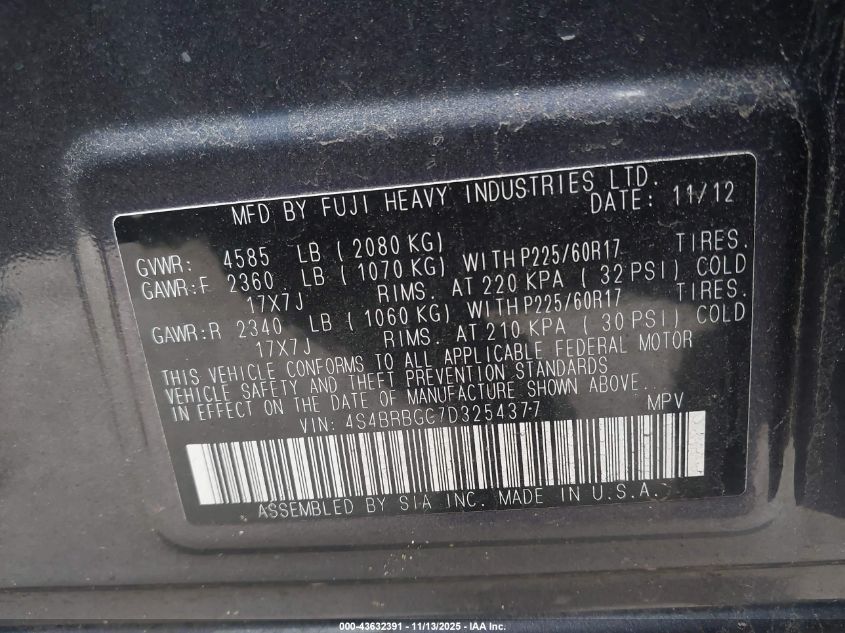 MFD BY FUJI HEAVY INDUSTRIES LTD.
DATE: 11/12
GVWR: 4585 LB (2080 KG)
GAWR:F 2360 LB (1070 KG) WITH P225/60R17 TIRES.
17X7J RIMS. AT 220 KPA (32 PSI) COLD
GAWR:R 2340 LB (1060 KG) WITH P225/60R17 TIRES.
17X7J RIMS. AT 210 KPA (30 PSI) COLD
THIS VEHICLE CONFORMS TO ALL APPLICABLE FEDERAL MOTOR
VEHICLE SAFETY AND THEFT PREVENTION STANDARDS
IN EFFECT ON THE DATE OF MANUFACTURE SHOWN ABOVE.
VIN: 4S4BRBGC7D3254377 MPV
ASSEMBLED BY SIA INC. MADE IN U.S.A.
000-43632391 - 11/13/2025 - IAA Inc.